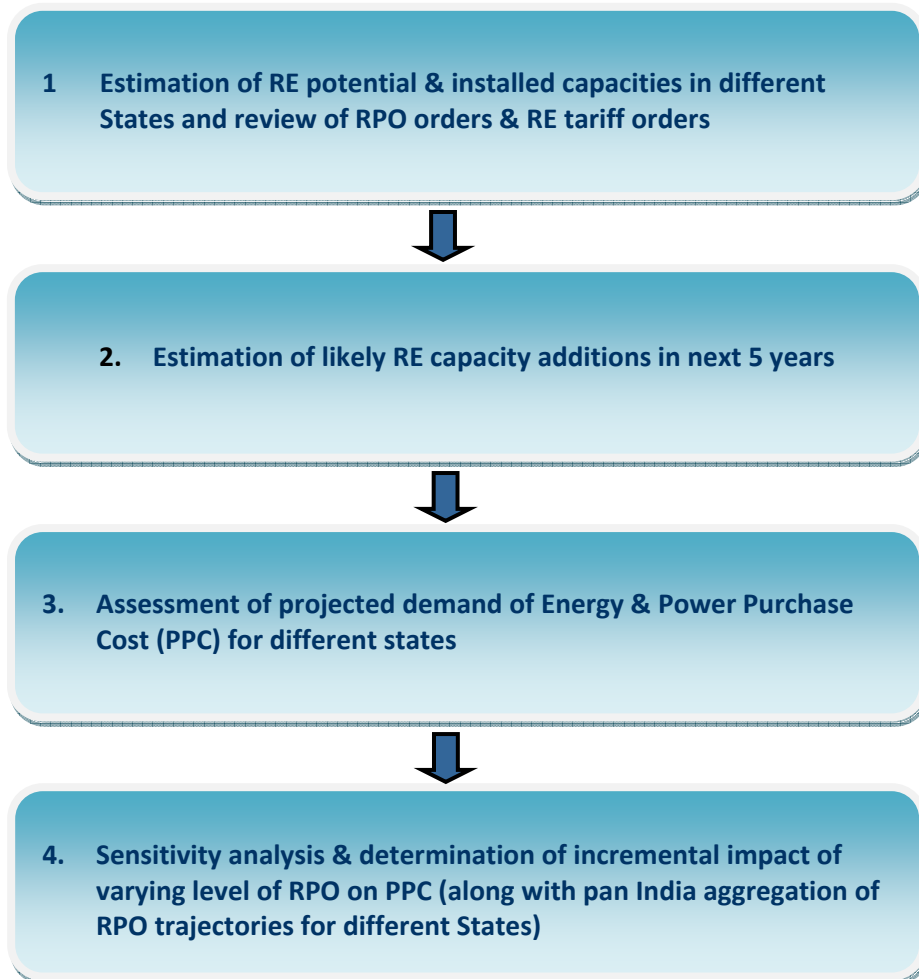 1 Estimation of RE potential & installed capacities in different
States and review of RPO orders & RE tariff orders
2. Estimation of likely RE capacity additions in next 5 years
3. Assessment of projected demand of Energy & Power Purchase
Cost (PPC) for different states
4. Sensitivity analysis & determination of incremental impact of
varying level of RPO on PPC (along with pan India aggregation of
RPO trajectories for different States)